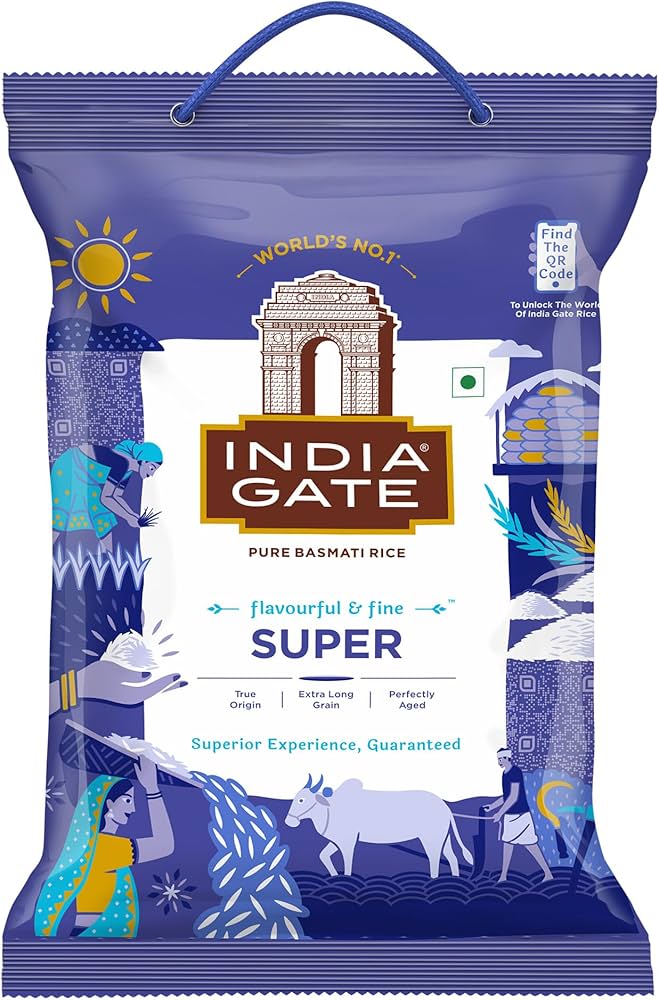 WORLD'S NO.1*
Find
The
QR
Code
To Unlock The World
Of India Gate Rice
INDIA
INDIA®
GATE
PURE BASMATI RICE
flavourful & fine™
SUPER
True
Origin
Extra Long
Grain
Perfectly
Aged
Superior Experience, Guaranteed